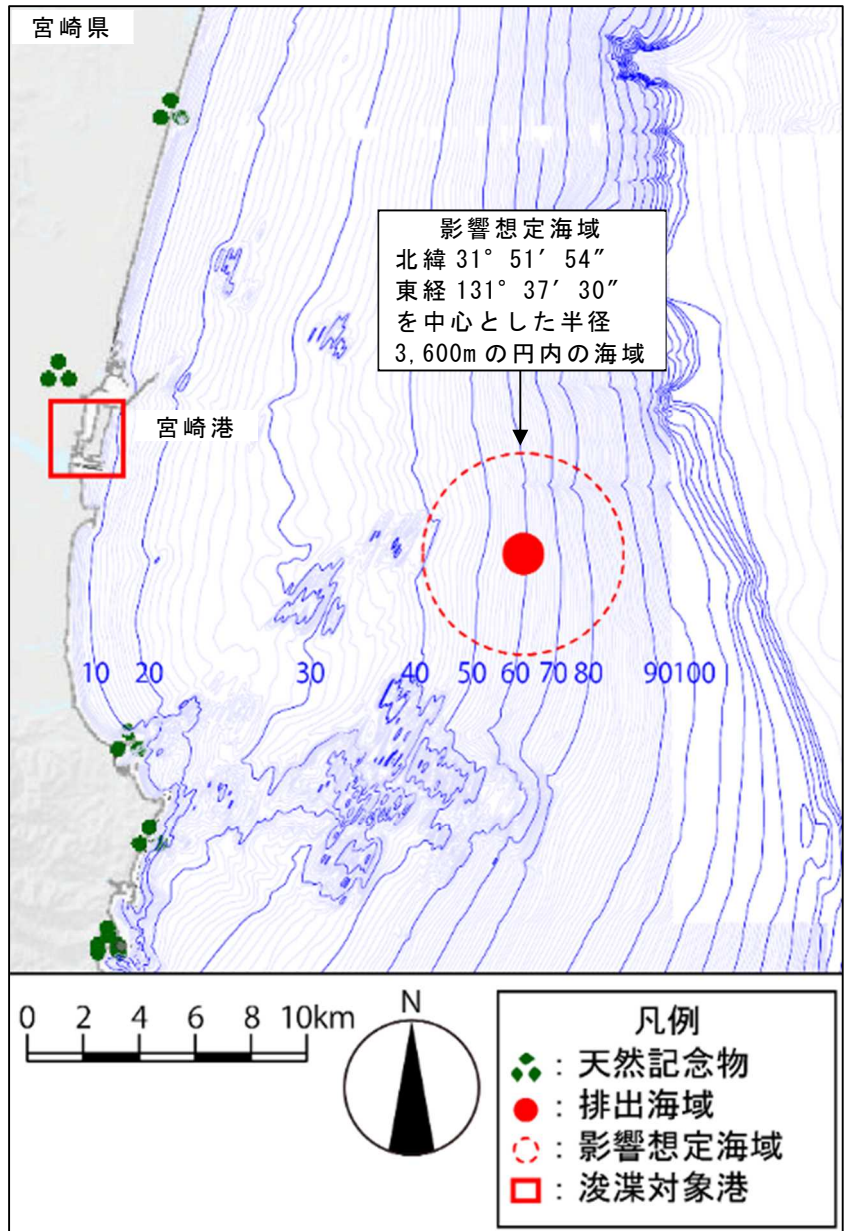 宮崎県
影響想定海域
北緯 31° 51′ 54″
東経 131° 37′ 30″
を中心とした半径
3,600m の円内の海域
宮崎港
10 20 30 40 50 60 70 80 90 100
0 2 4 6 8 10km
N
凡例
：天然記念物
：排出海域
：影響想定海域
：浚渫対象港